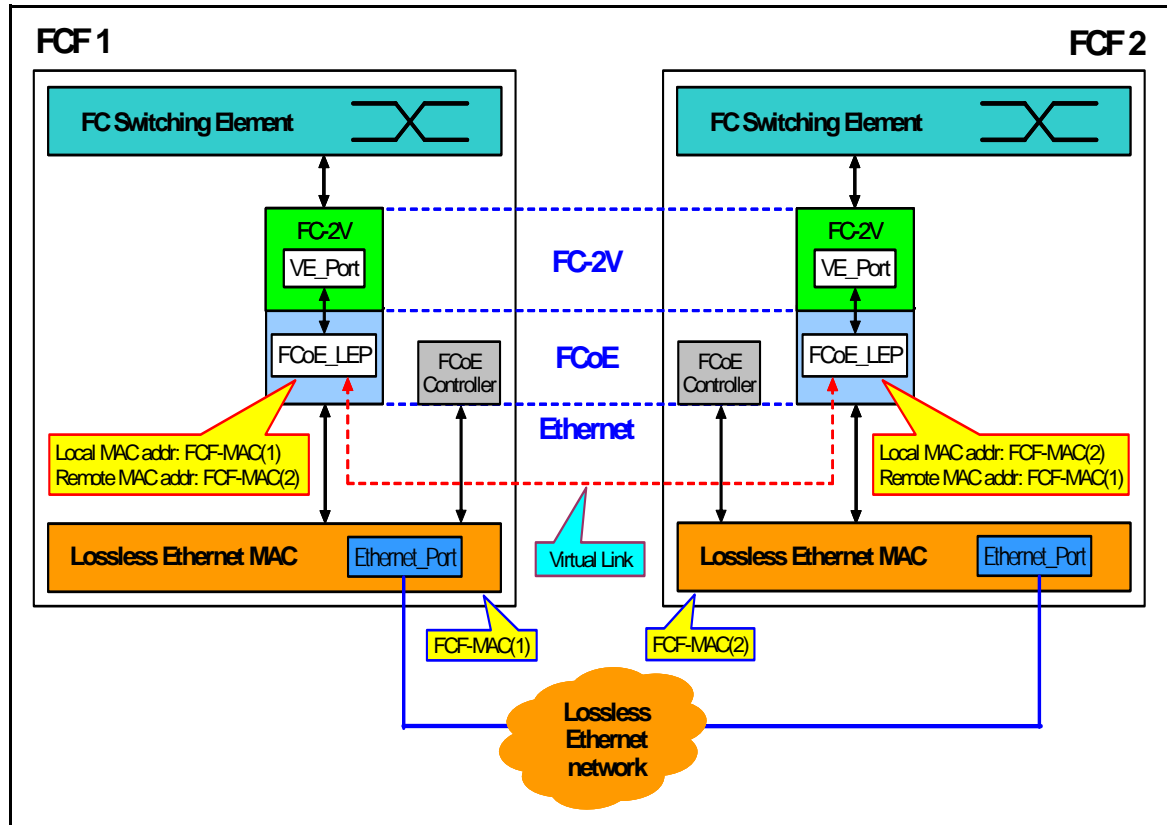 FCF 1
FCF 2
FC Switching Element
FC Switching Element
FC-2V
VE_Port
FC-2V
FC-2V
VE_Port
FCoE_LEP
FCoE
Controller
FCoE
FCoE
Controller
FCoE_LEP
Ethernet
Local MAC addr: FCF-MAC(1)
Remote MAC addr: FCF-MAC(2)
Local MAC addr: FCF-MAC(2)
Remote MAC addr: FCF-MAC(1)
Lossless Ethernet MAC
Ethernet_Port
Virtual Link
Lossless Ethernet MAC
Ethernet_Port
FCF-MAC(1)
FCF-MAC(2)
Lossless
Ethernet
network